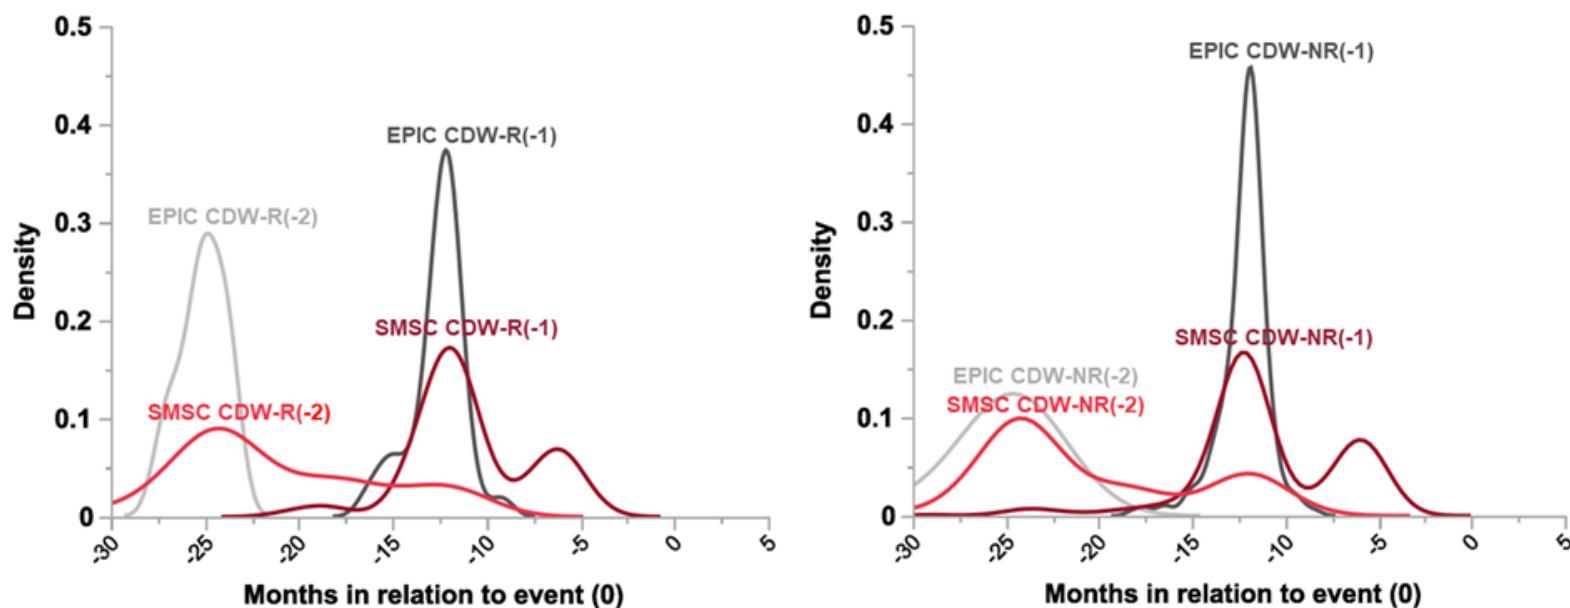 0.5
0.4
0.3
0.2
0.1
0
Density
EPIC CDW-R(-1)
EPIC CDW-R(-2)
SMSC CDW-R(-1)
SMSC CDW-R(-2)
-30
-25
-20
-15
-10
-5
0
5
Months in relation to event (0)
0.5
0.4
0.3
0.2
0.1
0
Density
EPIC CDW-NR(-1)
SMSC CDW-NR(-1)
EPIC CDW-NR(-2)
SMSC CDW-NR(-2)
-30
-25
-20
-15
-10
-5
0
5
Months in relation to event (0)